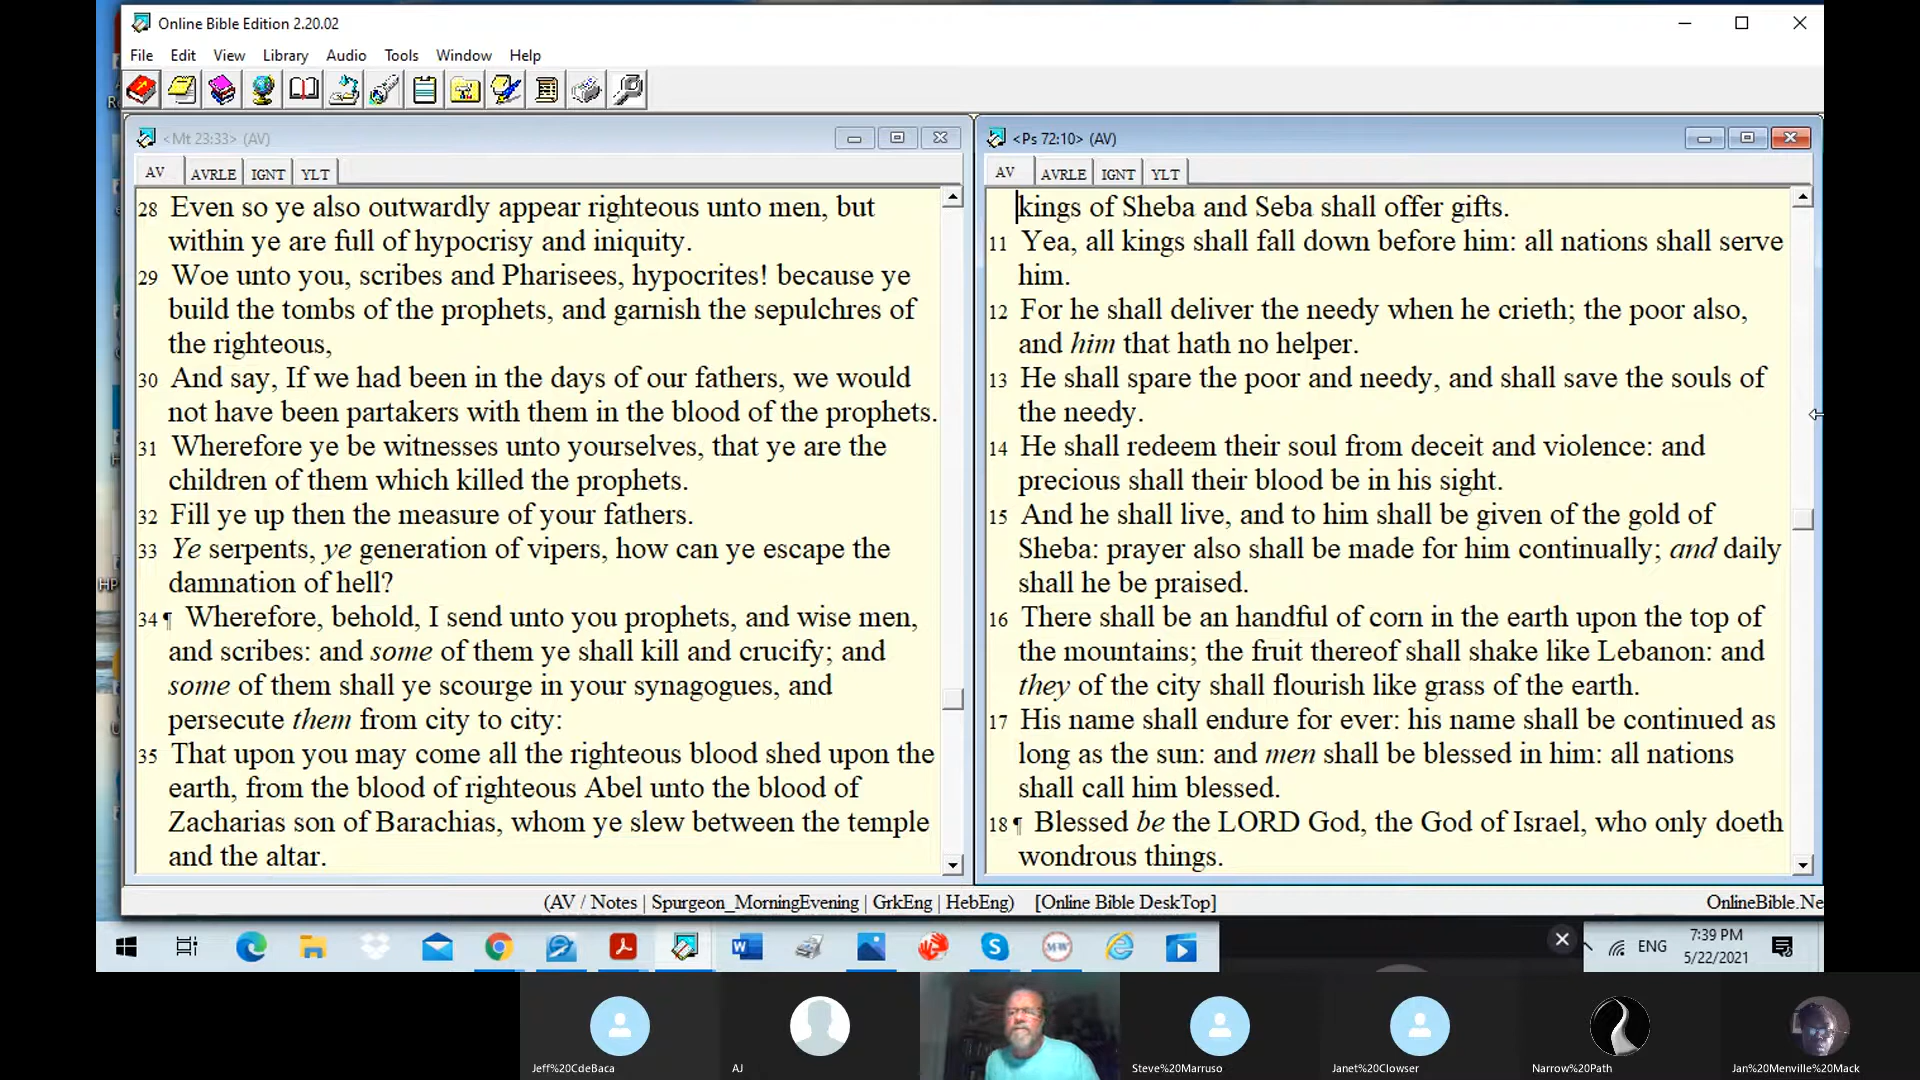 Online Bible Edition 2.20.02
File Edit View Library Audio Tools Window Help
<Mt 23:33> (AV)
AV AVRLE IGNT YLT
28 Even so ye also outwardly appear righteous unto men, but
within ye are full of hypocrisy and iniquity.
29 Woe unto you, scribes and Pharisees, hypocrites! because ye
build the tombs of the prophets, and garnish the sepulchres of
the righteous,
30 And say, If we had been in the days of our fathers, we would
not have been partakers with them in the blood of the prophets.
31 Wherefore ye be witnesses unto yourselves, that ye are the
children of them which killed the prophets.
32 Fill ye up then the measure of your fathers.
33 Ye serpents, ye generation of vipers, how can ye escape the
damnation of hell?
34 ¶ Wherefore, behold, I send unto you prophets, and wise men,
and scribes: and some of them ye shall kill and crucify; and
some of them shall ye scourge in your synagogues, and
persecute them from city to city:
35 That upon you may come all the righteous blood shed upon the
earth, from the blood of righteous Abel unto the blood of
Zacharias son of Barachias, whom ye slew between the temple
and the altar.
<Ps 72:10> (AV)
AV AVRLE IGNT YLT
kings of Sheba and Seba shall offer gifts.
11 Yea, all kings shall fall down before him: all nations shall serve
him.
12 For he shall deliver the needy when he crieth; the poor also,
and him that hath no helper.
13 He shall spare the poor and needy, and shall save the souls of
the needy.
14 He shall redeem their soul from deceit and violence: and
precious shall their blood be in his sight.
15 And he shall live, and to him shall be given of the gold of
Sheba: prayer also shall be made for him continually; and daily
shall he be praised.
16 There shall be an handful of corn in the earth upon the top of
the mountains; the fruit thereof shall shake like Lebanon: and
they of the city shall flourish like grass of the earth.
17 His name shall endure for ever: his name shall be continued as
long as the sun: and men shall be blessed in him: all nations
shall call him blessed.
18 ¶ Blessed be the LORD God, the God of Israel, who only doeth
wondrous things.
(AV / Notes | Spurgeon_MorningEvening | GrkEng | HebEng) [Online Bible DeskTop] OnlineBible.Ne
HP
ENG
7:39 PM
5/22/2021
Jeff%20CdeBaca
AJ
Steve%20Marruso
Janet%20Clowser
Narrow%20Path
Jan%20Menville%20Mack